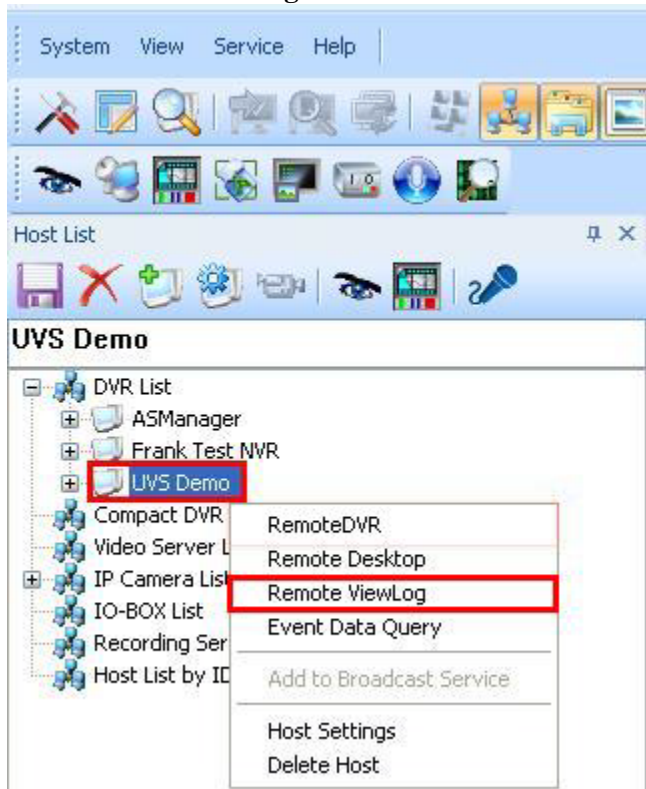 System View Service Help
Host List
UVS Demo
DVR List
ASManager
Frank Test NVR
UVS Demo
Compact DVR
Video Server L
IP Camera List
IO-BOX List
Recording Ser
Host List by ID
RemoteDVR
Remote Desktop
Remote ViewLog
Event Data Query
Add to Broadcast Service
Host Settings
Delete Host